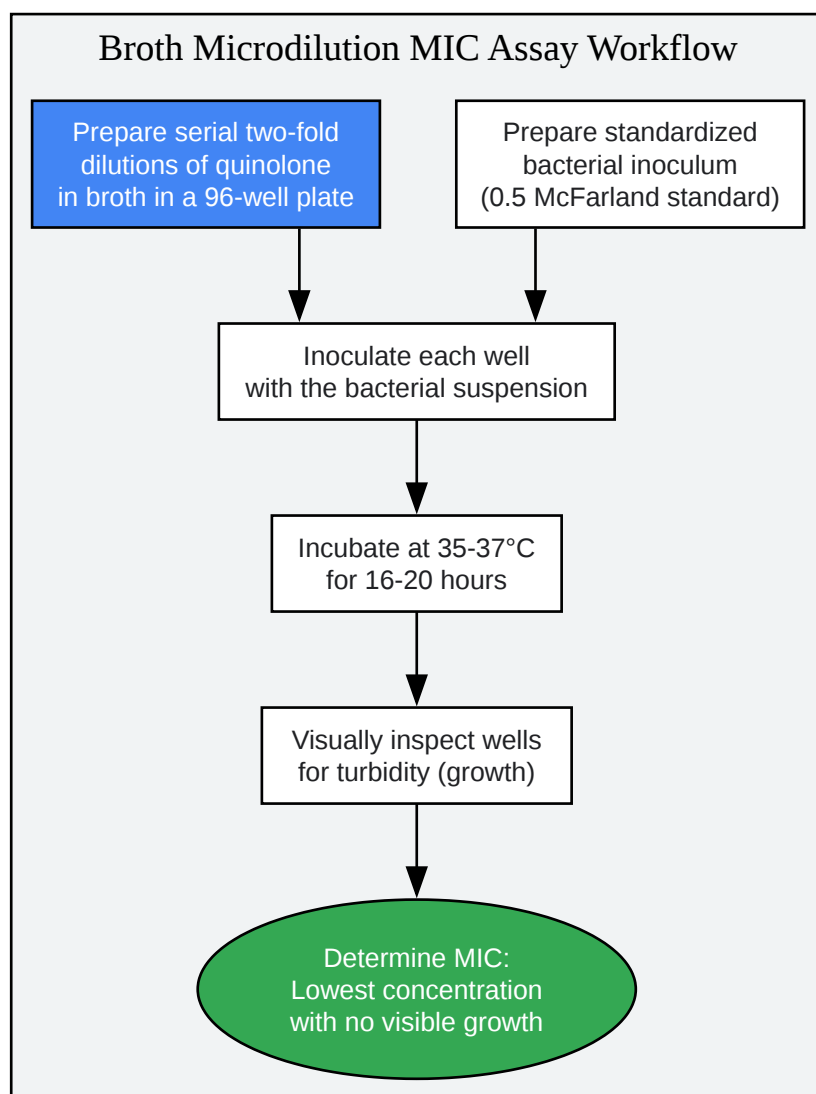 Broth Microdilution MIC Assay Workflow
Prepare serial two-fold
dilutions of quinolone
in broth in a 96-well plate
Prepare standardized
bacterial inoculum
(0.5 McFarland standard)
Inoculate each well
with the bacterial suspension
Incubate at 35-37°C
for 16-20 hours
Visually inspect wells
for turbidity (growth)
Determine MIC:
Lowest concentration
with no visible growth